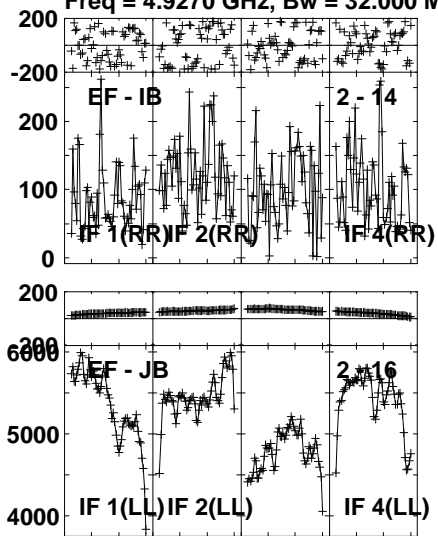 Freq = 4.9270 GHz, Bw = 32.000 M
200
-200
EF - IB 2 - 14
200
100
0
IF 1(RR) IF 2(RR) IF 4(RR)
200
-200
6000
EF - JB 2 - 16
5000
4000
IF 1(LL) IF 2(LL) IF 4(LL)